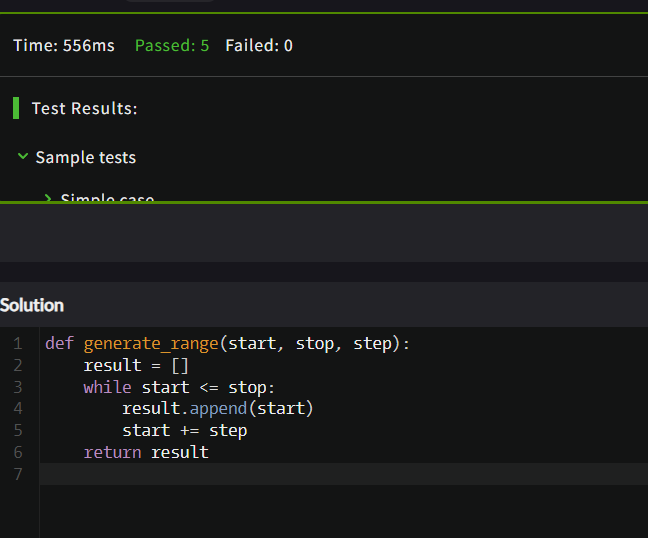 Time: 556ms Passed: 5 Failed: 0
Test Results:
Sample tests
Simple case
Solution
1 def generate_range(start, stop, step):
2     result = []
3     while start <= stop:
4         result.append(start)
5         start += step
6     return result
7